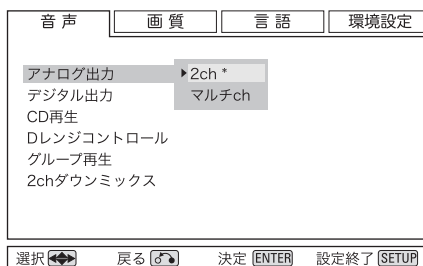 音声 画質 言語 環境設定
アナログ出力 2ch *
デジタル出力 マルチch
CD再生
Dレンジコントロール
グループ再生
2chダウンミックス
選択 戻る 決定 ENTER 設定終了 SETUP